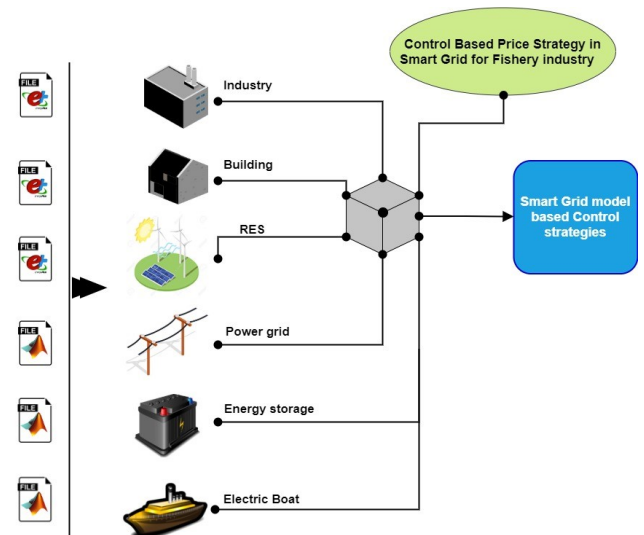 Control Based Price Strategy in
Smart Grid for Fishery industry
FILE
Industry
FILE
Building
Smart Grid model
based Control
strategies
FILE
RES
FILE
Power grid
FILE
Energy storage
FILE
Electric Boat